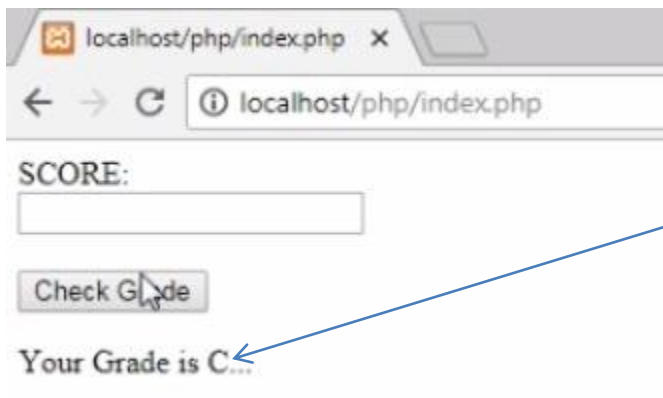 localhost/php/index.php
localhost/php/index.php
SCORE:
Check Grade
Your Grade is C...